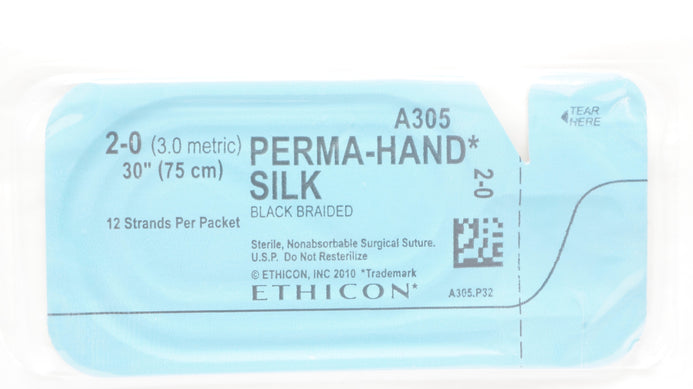 A305
TEAR
HERE
2-0 (3.0 metric)
30" (75 cm)
12 Strands Per Packet
PERMA-HAND*
SILK
BLACK BRAIDED
2-0
Sterile, Nonabsorbable Surgical Suture.
U.S.P. Do Not Resterilize
© ETHICON, INC 2010 *Trademark
ETHICON*
A305.P32